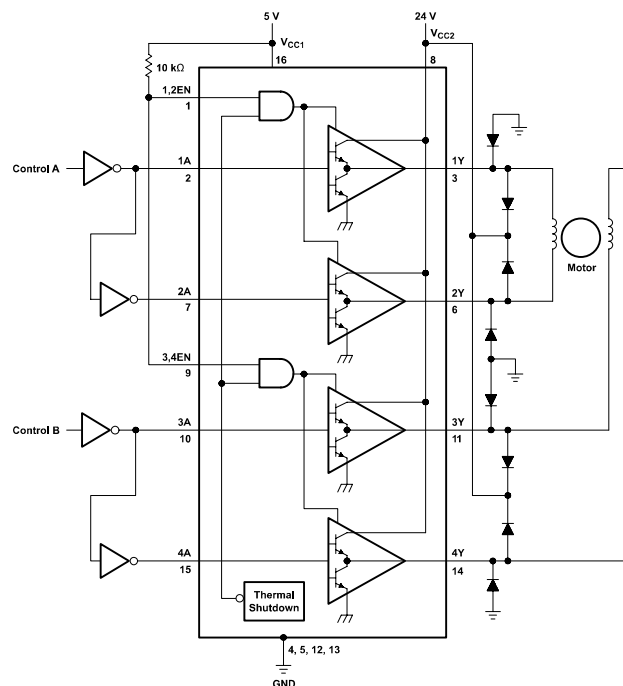 5 V
24 V
VCC1
VCC2
16
8
10 kΩ
1,2EN
1
Control A
1A
2
1Y
3
Motor
2A
7
2Y
6
3,4EN
9
Control B
3A
10
3Y
11
4A
15
4Y
14
Thermal
Shutdown
4, 5, 12, 13
GND